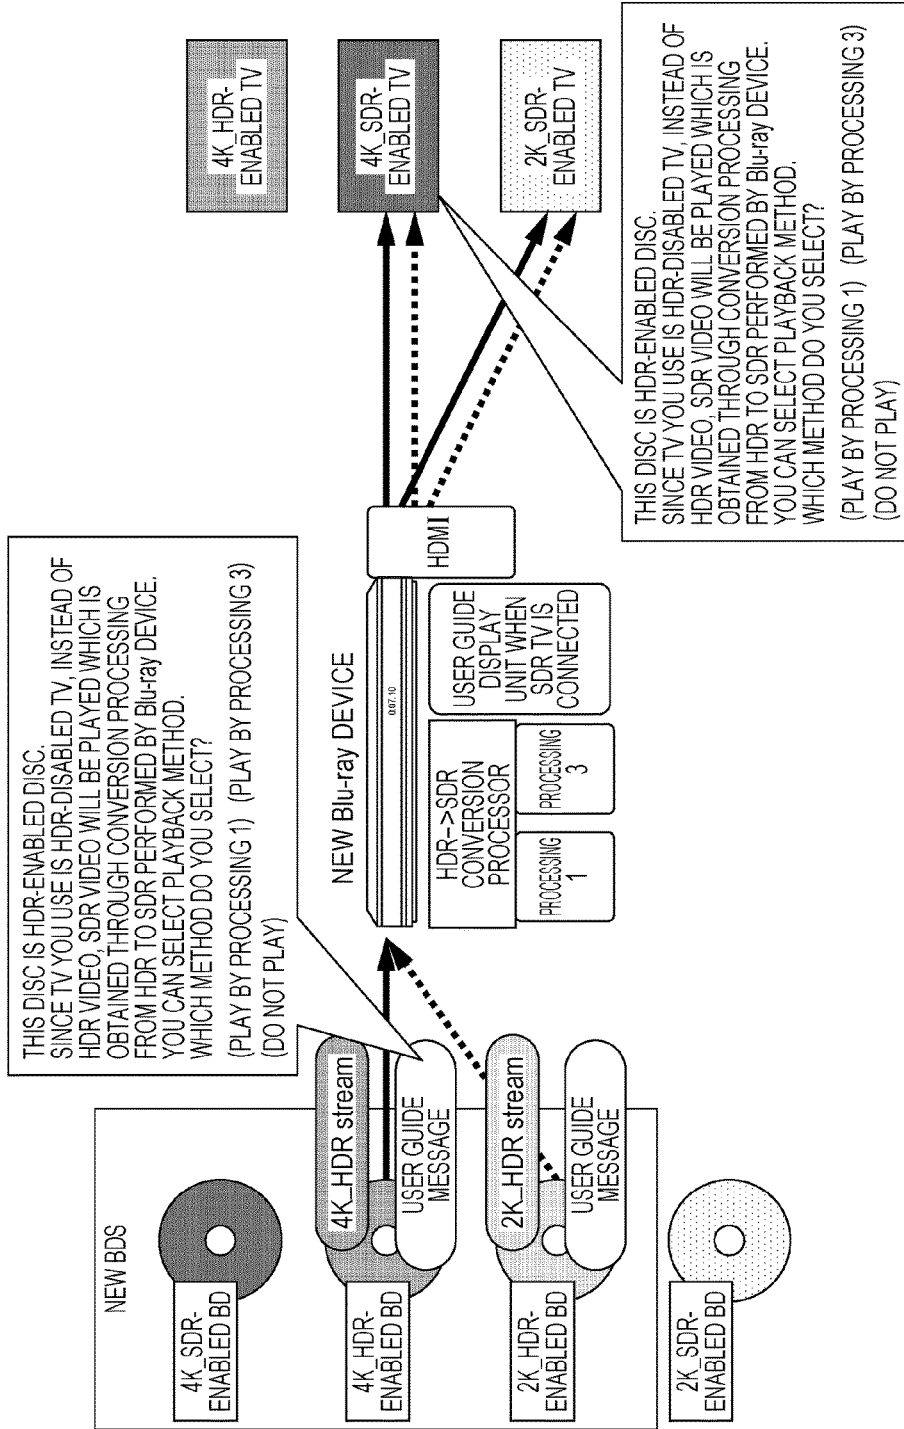 NEW BDS
4K_SDR-
ENABLED BD
4K_HDR-
ENABLED BD
4K_HDR stream
USER GUIDE
MESSAGE
2K_HDR-
ENABLED BD
2K_HDR stream
USER GUIDE
MESSAGE
2K_SDR-
ENABLED BD
THIS DISC IS HDR-ENABLED DISC.
SINCE TV YOU USE IS HDR-DISABLED TV, INSTEAD OF
HDR VIDEO, SDR VIDEO WILL BE PLAYED WHICH IS
OBTAINED THROUGH CONVERSION PROCESSING
FROM HDR TO SDR PERFORMED BY Blu-ray DEVICE.
YOU CAN SELECT PLAYBACK METHOD.
WHICH METHOD DO YOU SELECT?
(PLAY BY PROCESSING 1) (PLAY BY PROCESSING 3)
(DO NOT PLAY)
NEW Blu-ray DEVICE
0:07.10
HDR-->SDR
CONVERSION
PROCESSOR
PROCESSING
1
PROCESSING
3
USER GUIDE
DISPLAY
UNIT WHEN
SDR TV IS
CONNECTED
HDMI
4K_HDR-
ENABLED TV
4K_SDR-
ENABLED TV
2K_SDR-
ENABLED TV
THIS DISC IS HDR-ENABLED DISC.
SINCE TV YOU USE IS HDR-DISABLED TV, INSTEAD OF
HDR VIDEO, SDR VIDEO WILL BE PLAYED WHICH IS
OBTAINED THROUGH CONVERSION PROCESSING
FROM HDR TO SDR PERFORMED BY Blu-ray DEVICE.
YOU CAN SELECT PLAYBACK METHOD.
WHICH METHOD DO YOU SELECT?
(PLAY BY PROCESSING 1) (PLAY BY PROCESSING 3)
(DO NOT PLAY)